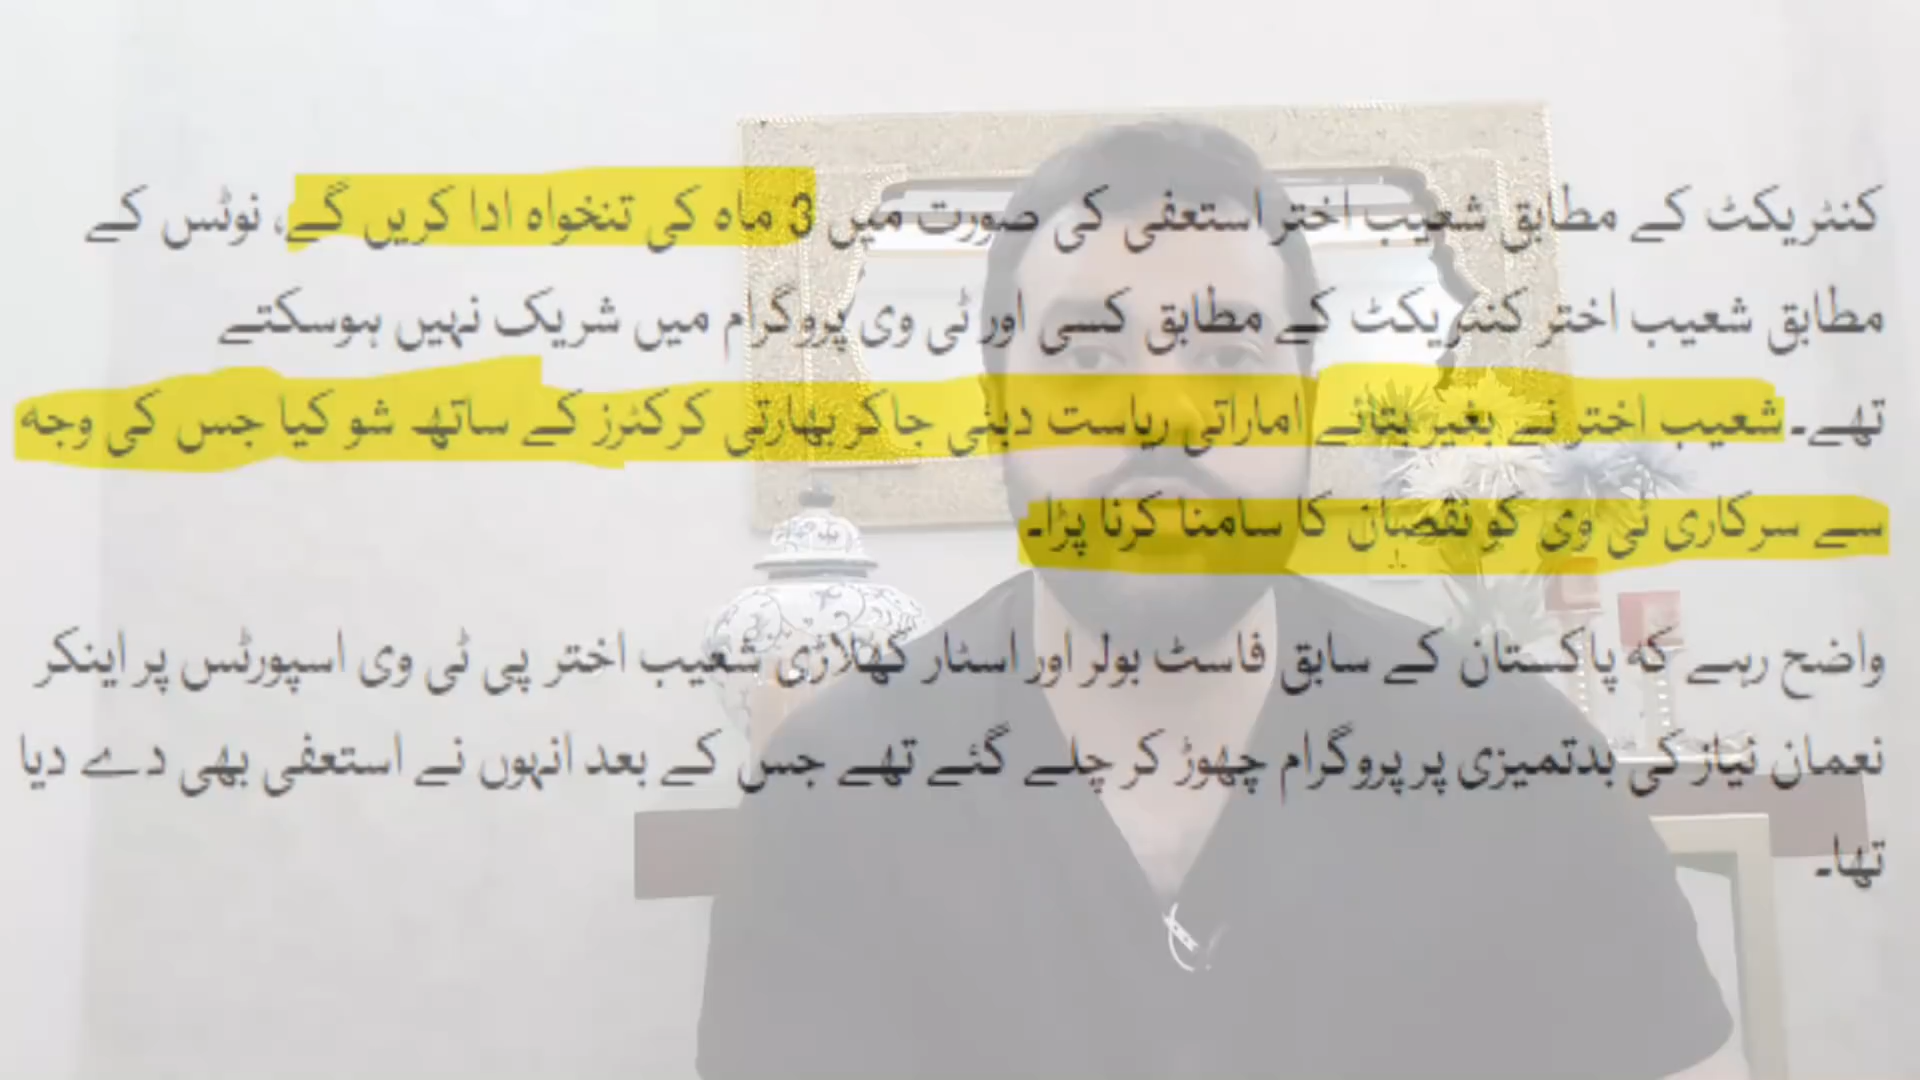 کنٹریکٹ کے مطابق شعیب اختر استعفی کی صورت میں 3 ماہ کی تنخواہ ادا کریں گے، نوٹس کے
مطابق شعیب اختر کنٹریکٹ کے مطابق کسی اور ٹی وی پروگرام میں شریک نہیں ہوسکتے
تھے۔ شعیب اختر نے بغیر بتائے اماراتی ریاست دبئی جاکر بھارتی کرکٹرز کے ساتھ شو کیا جس کی وجہ
سے سرکاری ٹی وی کو نقصان کا سامنا کرنا پڑا۔
واضح رہے کہ پاکستان کے سابق فاسٹ بولر اور اسٹار کھلاڑی شعیب اختر پی ٹی وی اسپورٹس پر اینکر
نعمان نیاز کی بدتمیزی پر پروگرام چھوڑ کر چلے گئے تھے جس کے بعد انہوں نے استعفی بھی دے دیا
تھا۔